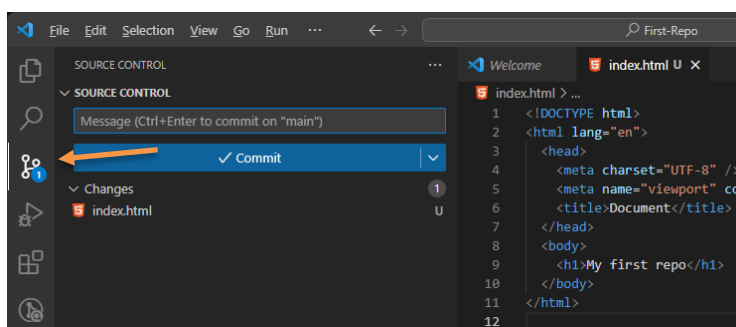 File Edit Selection View Go Run ··· ← → First-Repo
SOURCE CONTROL ···
SOURCE CONTROL
Message (Ctrl+Enter to commit on "main")
✓ Commit
Changes 1
index.html U
1
Welcome index.html U ×
index.html > ...
1 <!DOCTYPE html>
2 <html lang="en">
3 <head>
4 <meta charset="UTF-8" />
5 <meta name="viewport" co
6 <title>Document</title>
7 </head>
8 <body>
9 <h1>My first repo</h1>
10 </body>
11 </html>
12